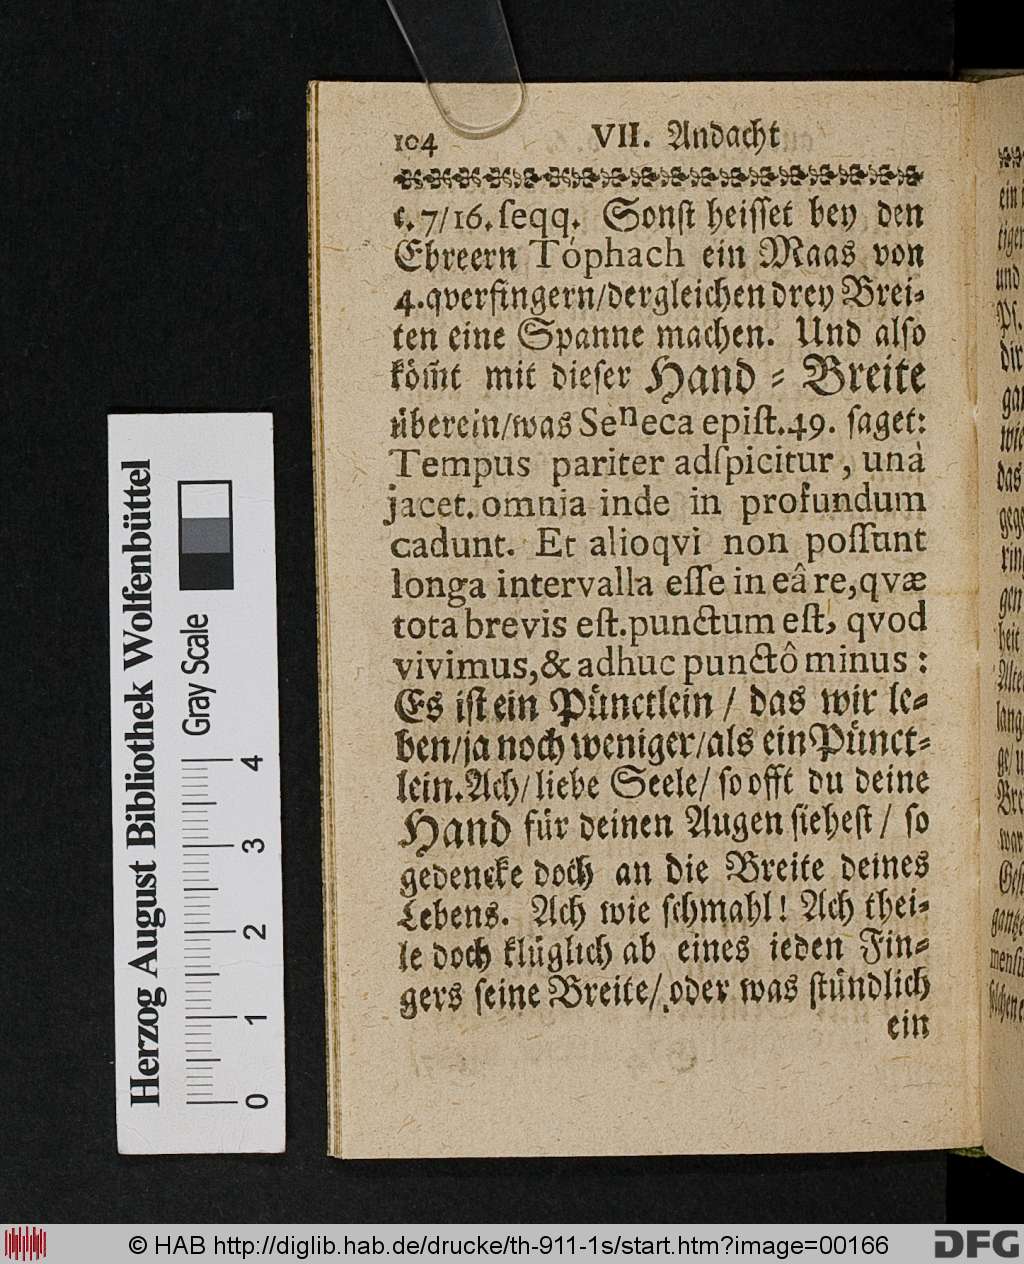 104 VII. Andacht
c. 7/16. ſeqq. Sonſt heiſſet bey den
Ebreern Tóphach ein Maas von
4. qverfingern/dergleichen drey Brei-
ten eine Spanne machen. Und alſo
köm̃t mit dieſer Hand-Breite
überein/was Seneca epiſt. 49. ſaget:
Tempus pariter adſpicitur, unà
jacet. omnia inde in profundum
cadunt. Et alioqvi non poſſunt
longa intervalla eſſe in eâ re, qvæ
tota brevis eſt. punctum eſt, qvod
vivimus, & adhuc punctô minus:
Es iſt ein Pünctlein / das wir le-
ben/ja noch weniger/als ein Pünct-
lein. Ach/ liebe Seele/ ſo offt du deine
Hand für deinen Augen ſieheſt / ſo
gedencke doch an die Breite deines
Lebens. Ach wie ſchmahl! Ach thei-
le doch klüglich ab eines ieden Fin-
gers ſeine Breite/ oder was ſtündlich
ein
Herzog August Bibliothek Wolfenbüttel
Gray Scale
0 1 2 3 4
ein
und
Pſ.
dir
das
© HAB http://diglib.hab.de/drucke/th-911-1s/start.htm?image=00166
DFG